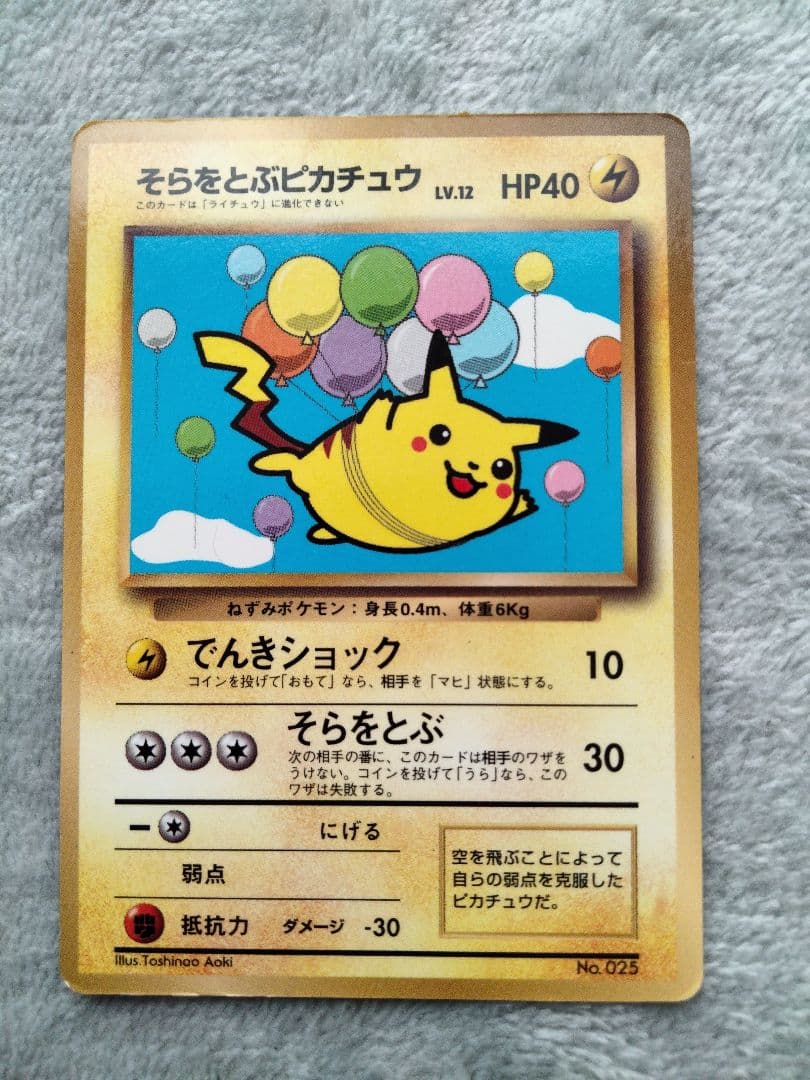 そらをとぶピカチュウ LV.12 HP40
このカードは「ライチュウ」に進化できない
ねずみポケモン：身長0.4m、体重6Kg
でんきショック 10
コインを投げて「おもて」なら、相手を「マヒ」状態にする。
そらをとぶ 30
次の相手の番に、このカードは相手のワザを
うけない。コインを投げて「うら」なら、この
ワザは失敗する。
にげる
弱点
抵抗力 ダメージ -30
空を飛ぶことによって
自らの弱点を克服した
ピカチュウだ。
Illus.Toshinao Aoki
No.025